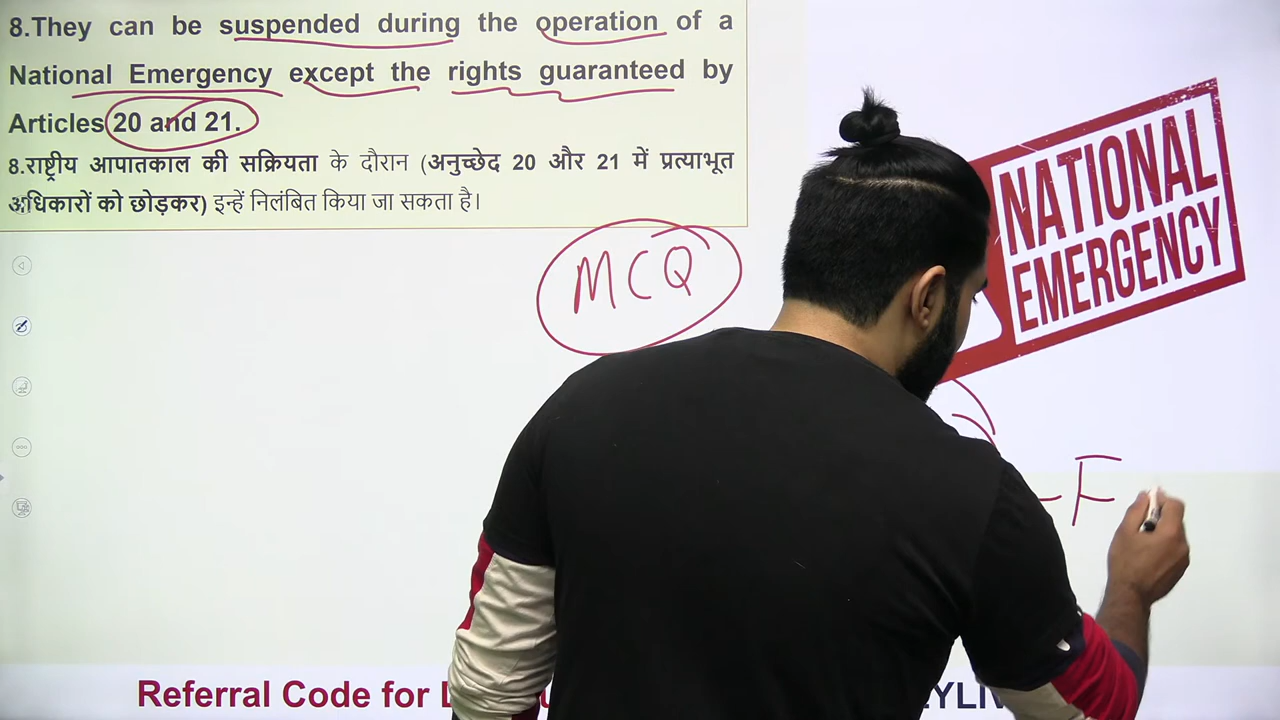 8.They can be suspended during the operation of a
National Emergency except the rights guaranteed by
Articles 20 and 21.
8.राष्ट्रीय आपातकाल की सक्रियता के दौरान (अनुच्छेद 20 और 21 में प्रत्याभूत
अधिकारों को छोड़कर) इन्हें निलंबित किया जा सकता है।
MCQ
NATIONAL
EMERGENCY
-F
Referral Code for